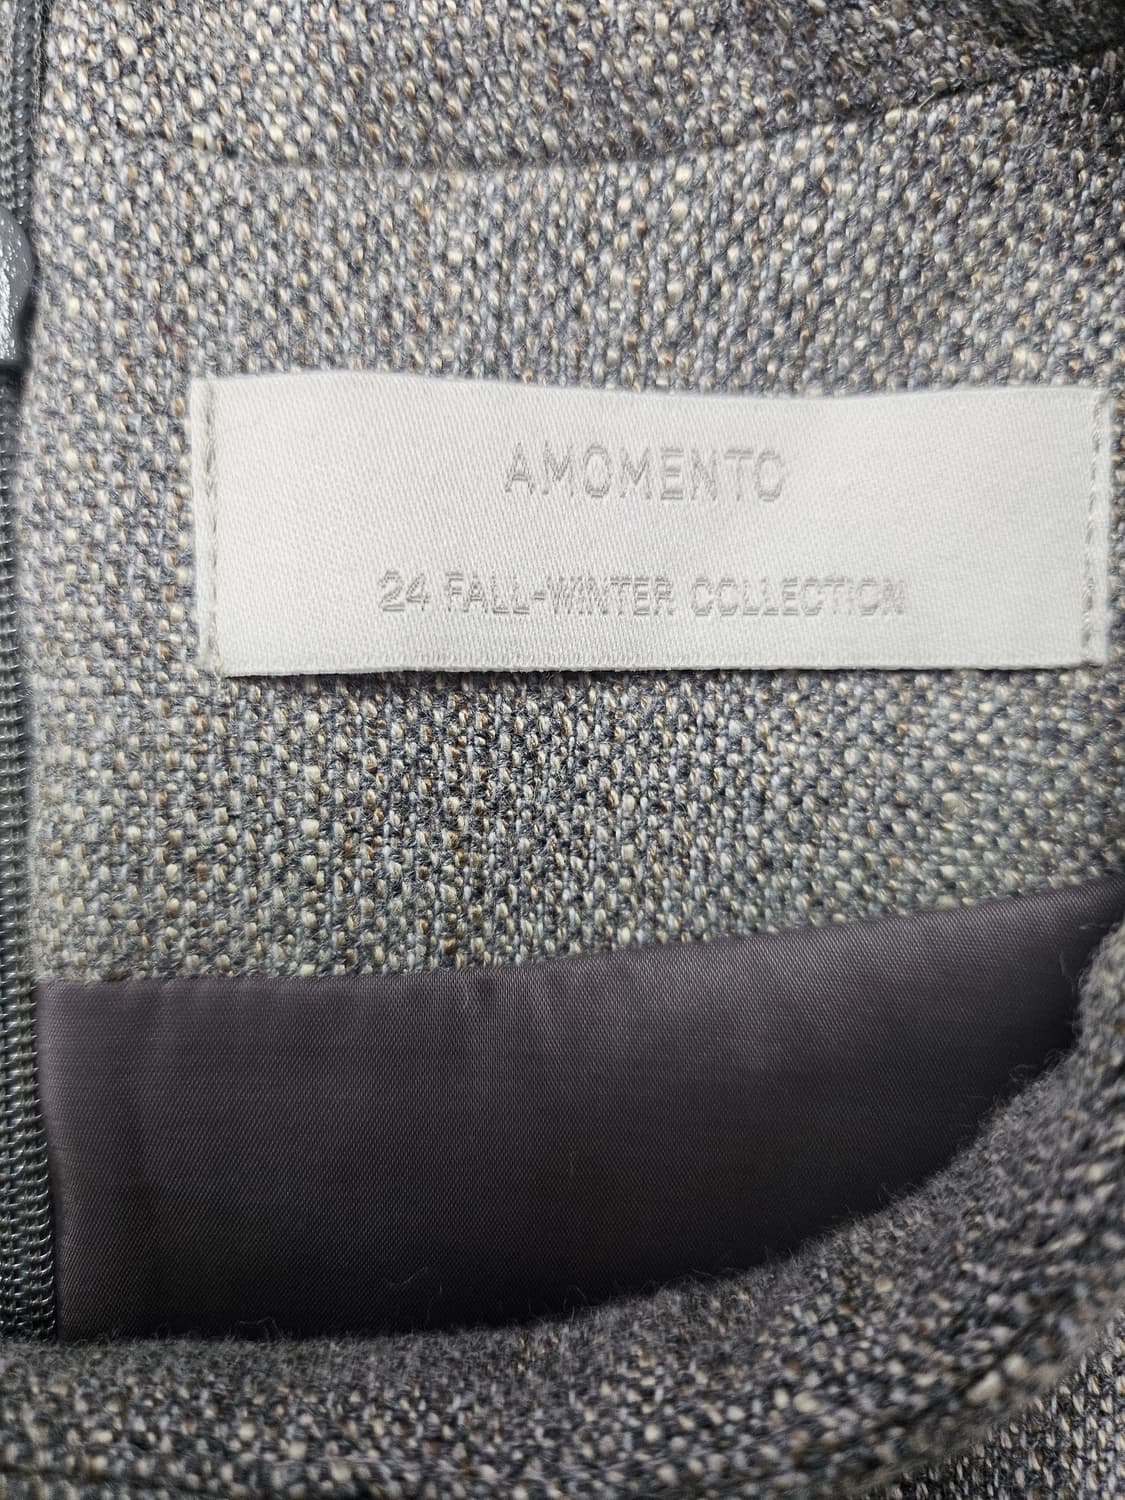 AMOMENTO
24 FALL-WINTER COLLECTION